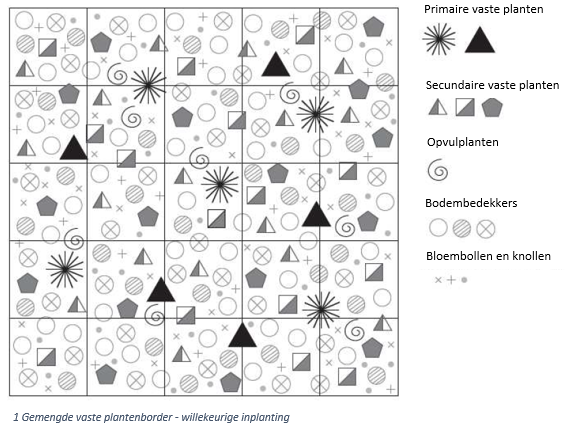 Primaire vaste planten
Secundaire vaste planten
Opvulplanten
Bodembedekkers
Bloembollen en knollen
1 Gemengde vaste plantenborder - willekeurige inplanting